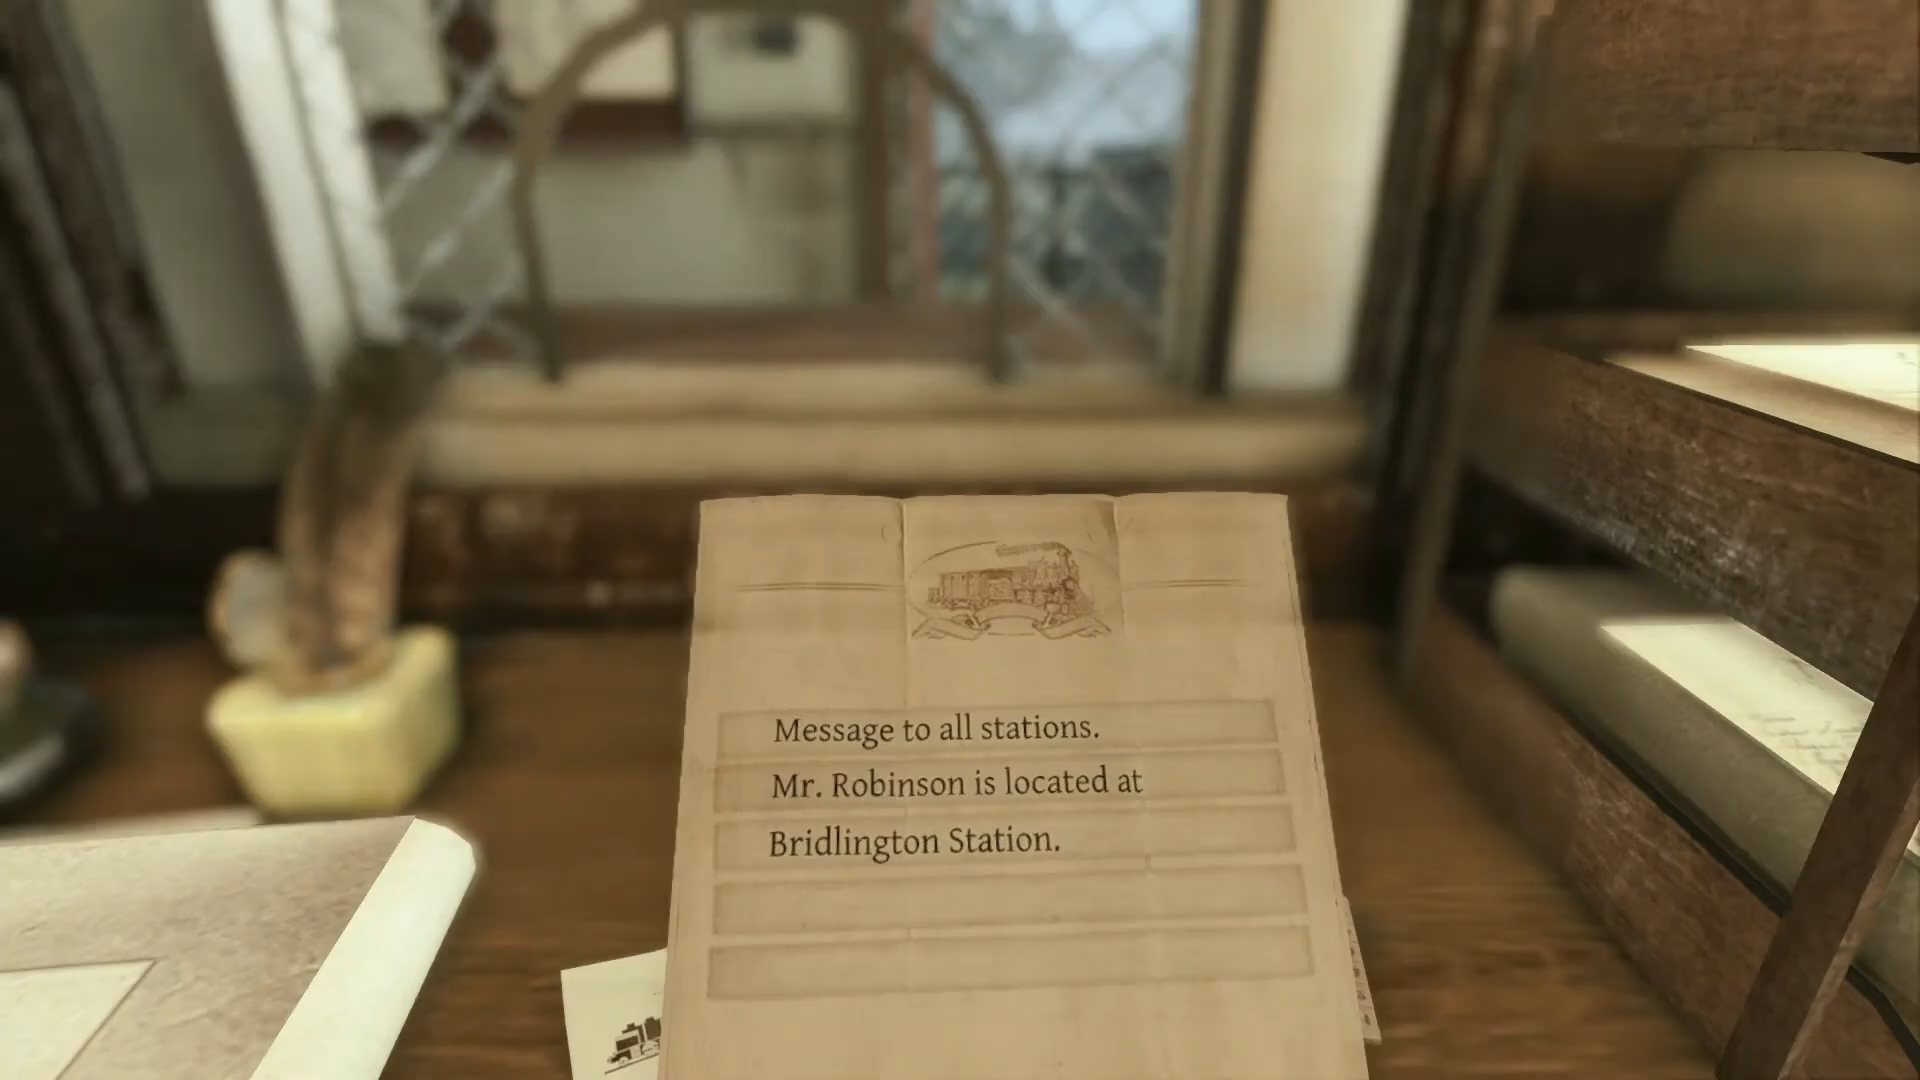 Message to all stations.
Mr. Robinson is located at
Bridlington Station.